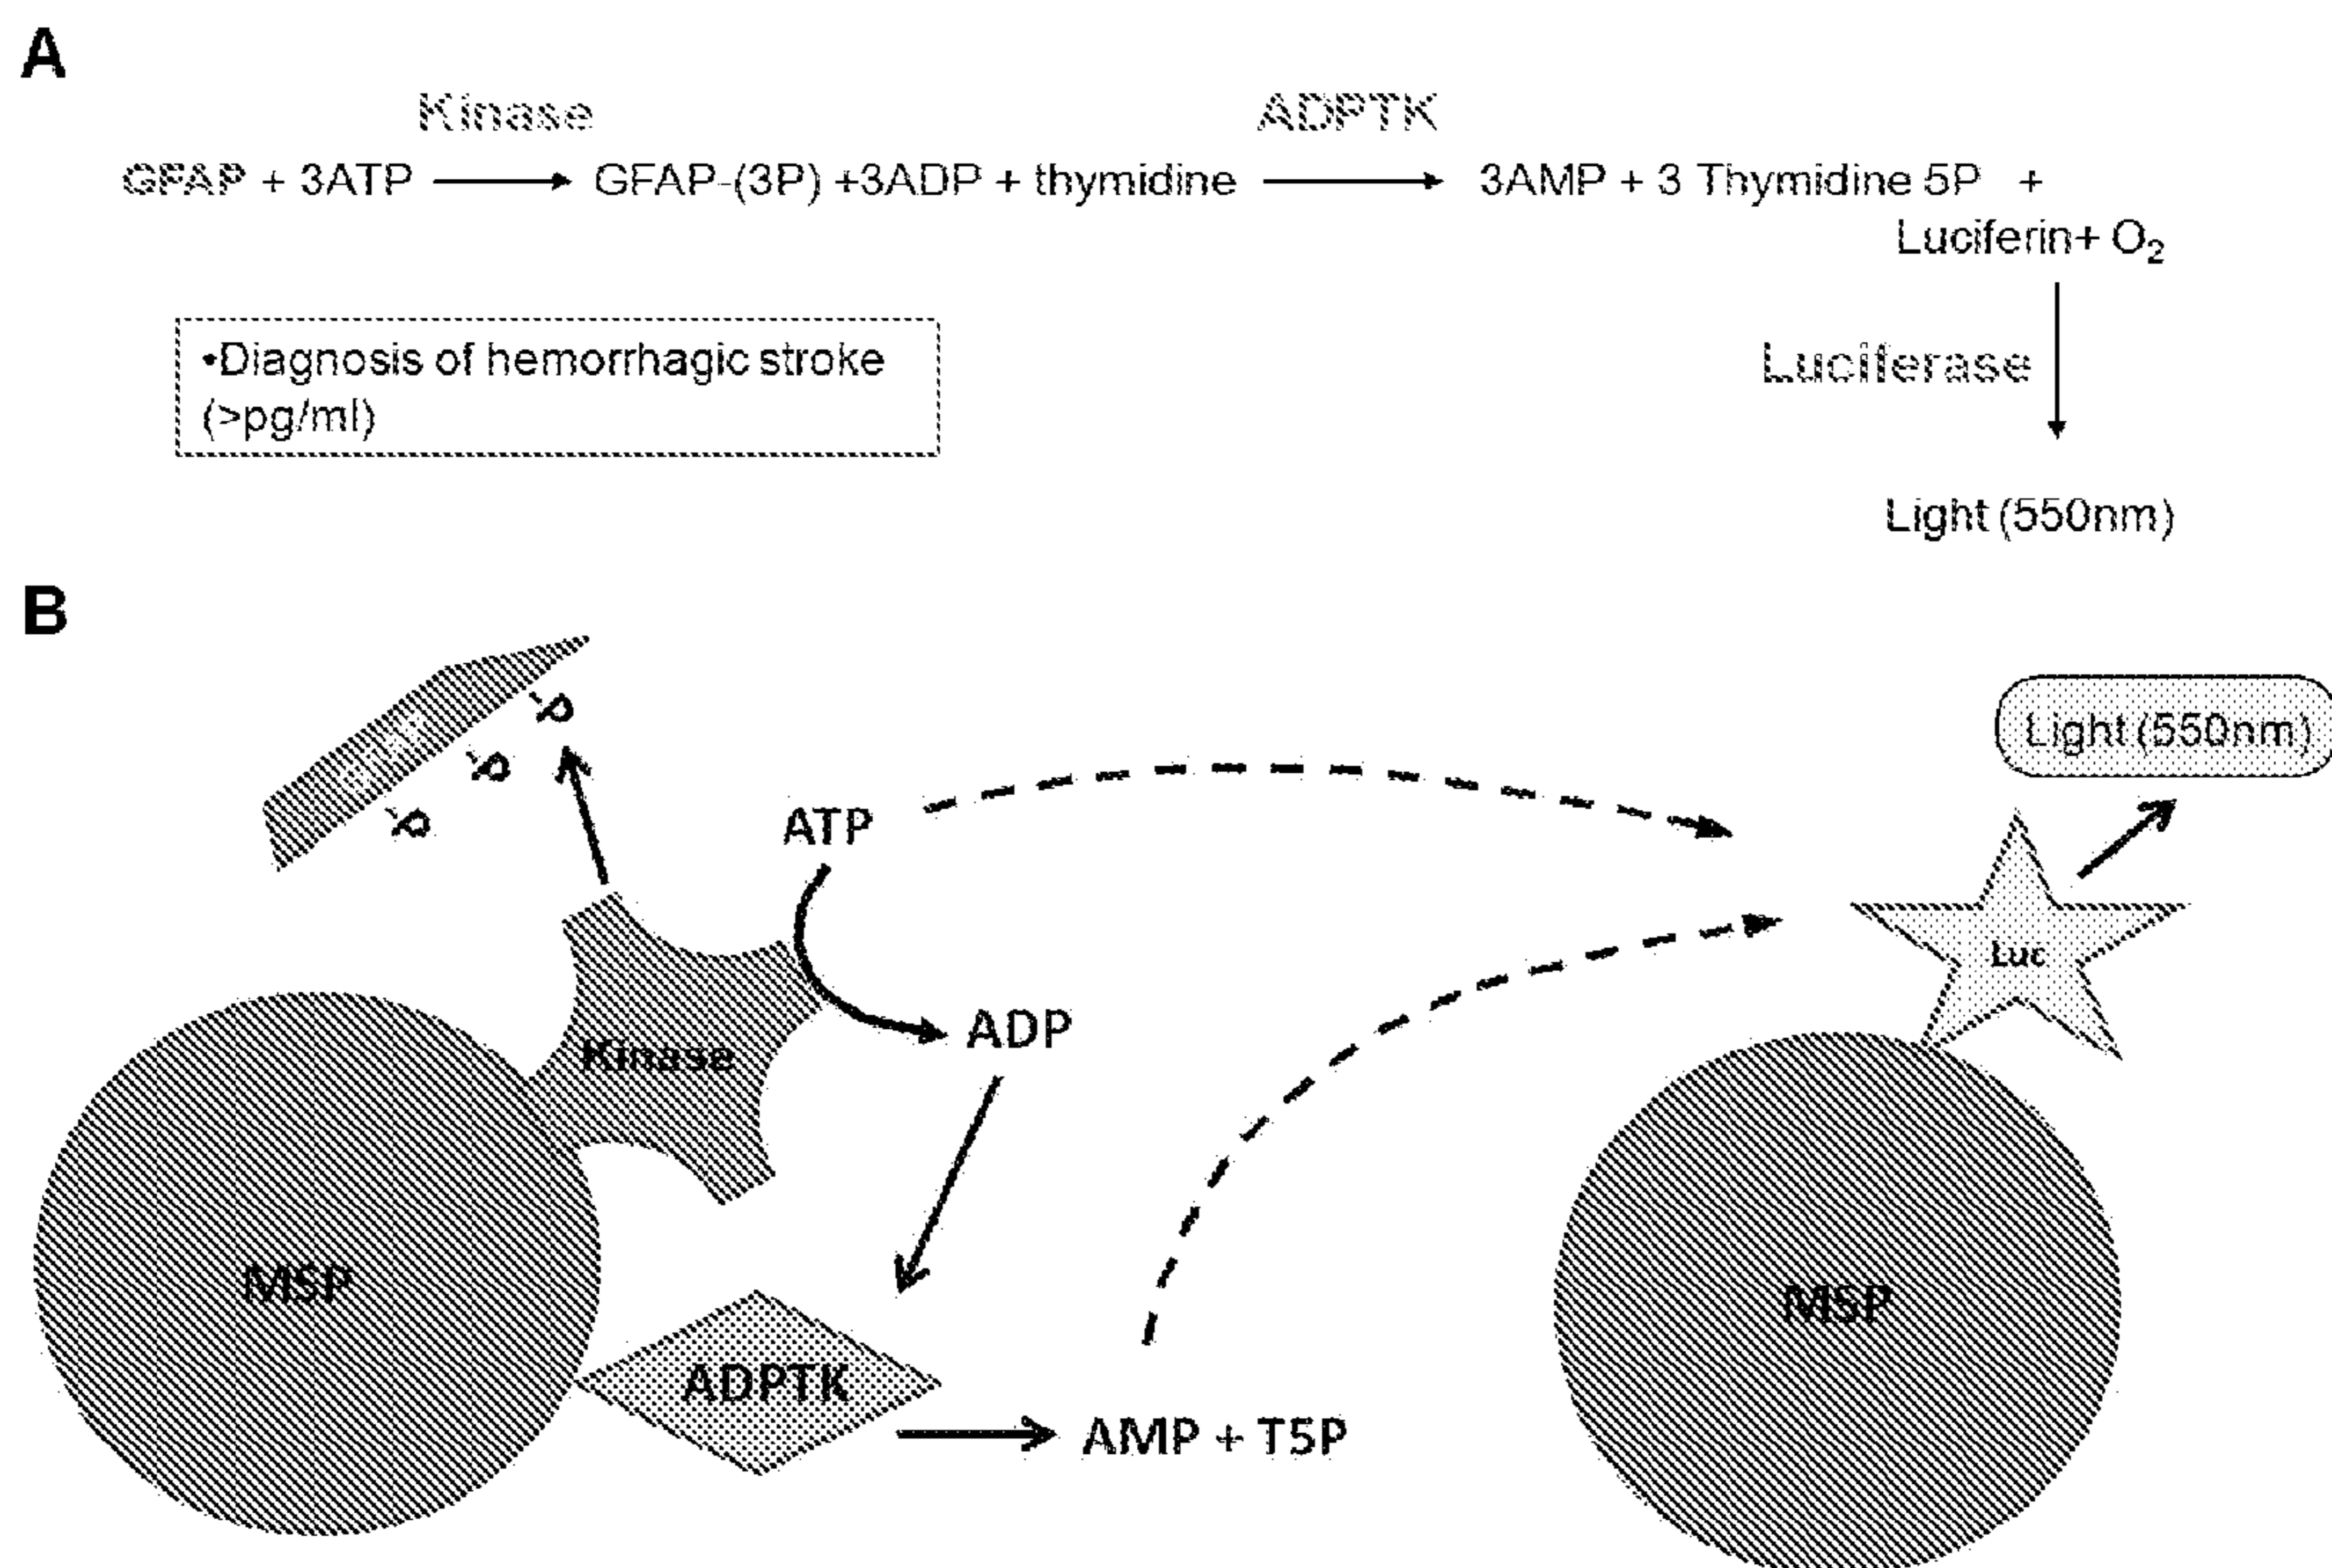 A
Kinase
ADPTK
GFAP + 3ATP
GFAP-(3P) +3ADP + thymidine
3AMP + 3 Thymidine 5P +
Luciferin+ O₂
•Diagnosis of hemorrhagic stroke
(>pg/ml)
Luciferase
Light (550nm)
B
-P
-P
-P
Light (550nm)
ATP
Luc
ADP
Kinase
MSP
MSP
ADPTK
AMP + T5P